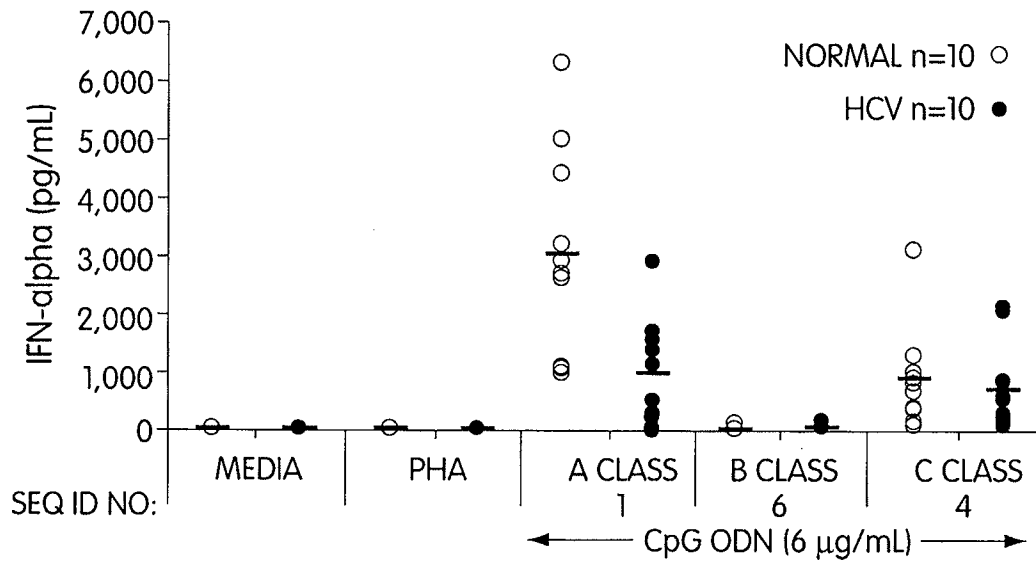 7,000
6,000
5,000
4,000
3,000
2,000
1,000
0
IFN-alpha (pg/mL)
NORMAL n=10
HCV n=10
MEDIA PHA A CLASS B CLASS C CLASS
SEQ ID NO: 1 6 4
CpG ODN (6 µg/mL)